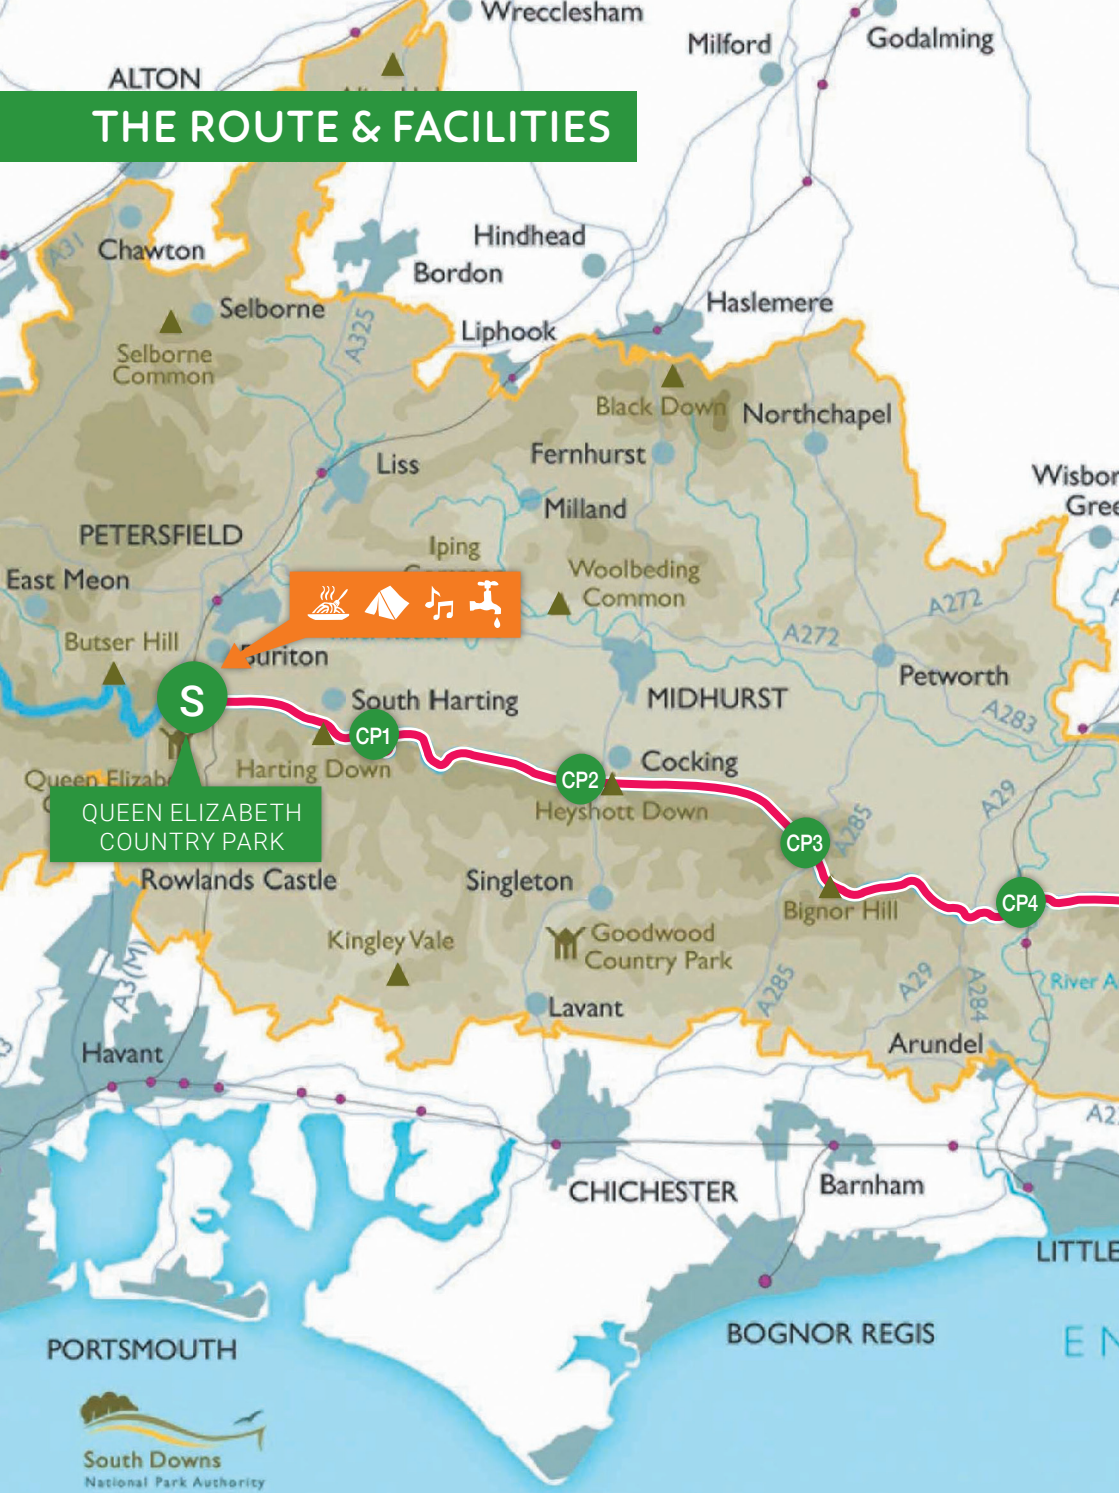 Wrecclesham
Milford
Godalming
ALTON
THE ROUTE & FACILITIES
A31
Chawton
Hindhead
Bordon
Selborne
Haslemere
A325
Liphook
Selborne
Common
Black Down
Northchapel
Fernhurst
Liss
Milland
PETERSFIELD
Iping
East Meon
Woolbeding
Common
A272
A272
Butser Hill
Buriton
Petworth
S
South Harting
MIDHURST
A283
CP1
Harting Down
Cocking
CP2
Heyshott Down
A29
Queen
QUEEN ELIZABETH
COUNTRY PARK
A285
CP3
Rowlands Castle
Singleton
CP4
Bignor Hill
Kingley Vale
Goodwood
Country Park
A3(M)
A285
A29
A284
River A
Lavant
Arundel
Havant
CHICHESTER
Barnham
LITTLE
BOGNOR REGIS
E N
PORTSMOUTH
South Downs
National Park Authority